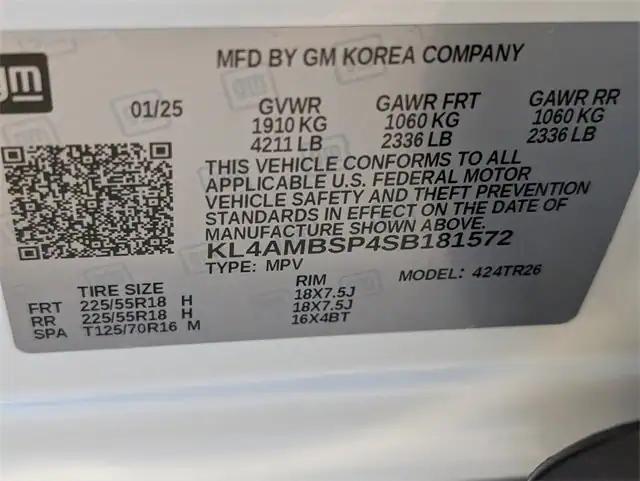 gm
MFD BY GM KOREA COMPANY
01/25
GVWR GAWR FRT GAWR RR
1910 KG 1060 KG 1060 KG
4211 LB 2336 LB 2336 LB
THIS VEHICLE CONFORMS TO ALL
APPLICABLE U.S. FEDERAL MOTOR
VEHICLE SAFETY AND THEFT PREVENTION
STANDARDS IN EFFECT ON THE DATE OF
MANUFACTURE SHOWN ABOVE.
KL4AMBSP4SB181572
TYPE: MPV MODEL: 424TR26
TIRE SIZE RIM
FRT 225/55R18 H 18X7.5J
RR 225/55R18 H 18X7.5J
SPA T125/70R16 M 16X4BT